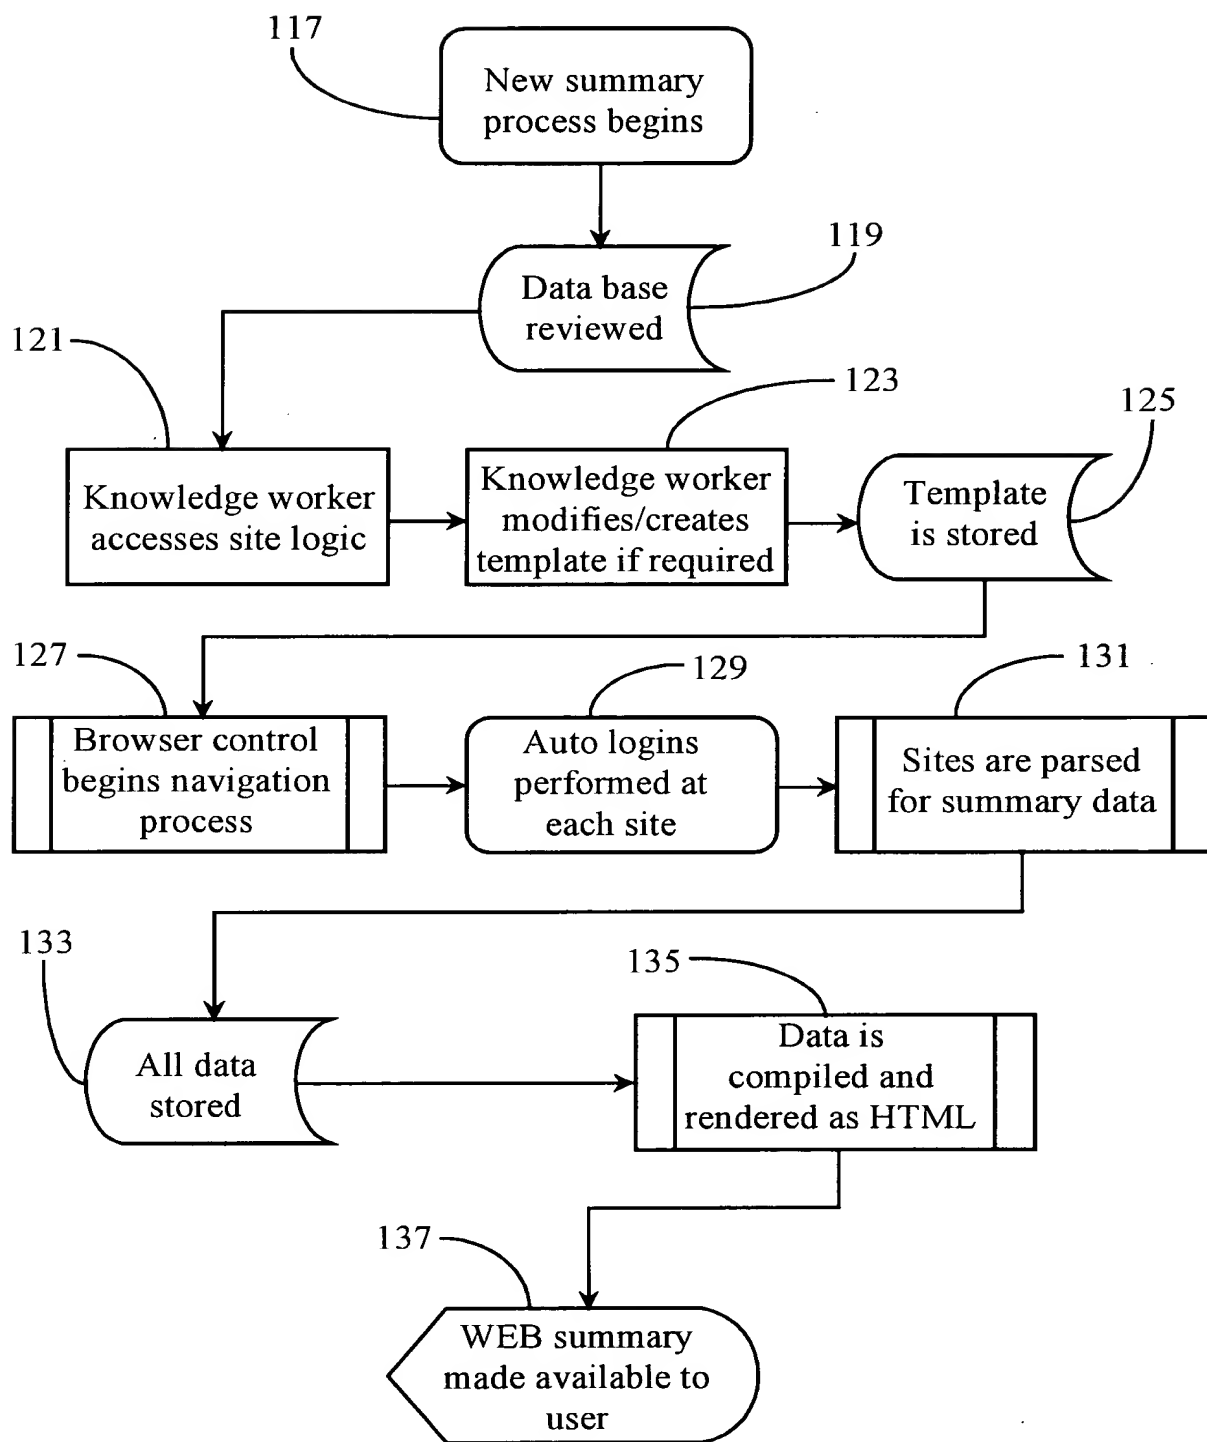 117
New summary
process begins
119
Data base
reviewed
121
123
125
Knowledge worker
accesses site logic
Knowledge worker
modifies/creates
template if required
Template
is stored
127
129
131
Browser control
begins navigation
process
Auto logins
performed at
each site
Sites are parsed
for summary data
133
135
All data
stored
Data is
compiled and
rendered as HTML
137
WEB summary
made available to
user